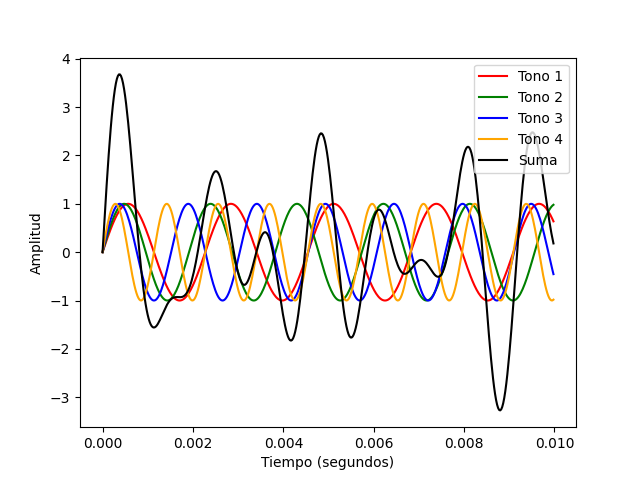 4
3
2
1
0
−1
−2
−3
Amplitud
0.000 0.002 0.004 0.006 0.008 0.010
Tiempo (segundos)
Tono 1
Tono 2
Tono 3
Tono 4
Suma